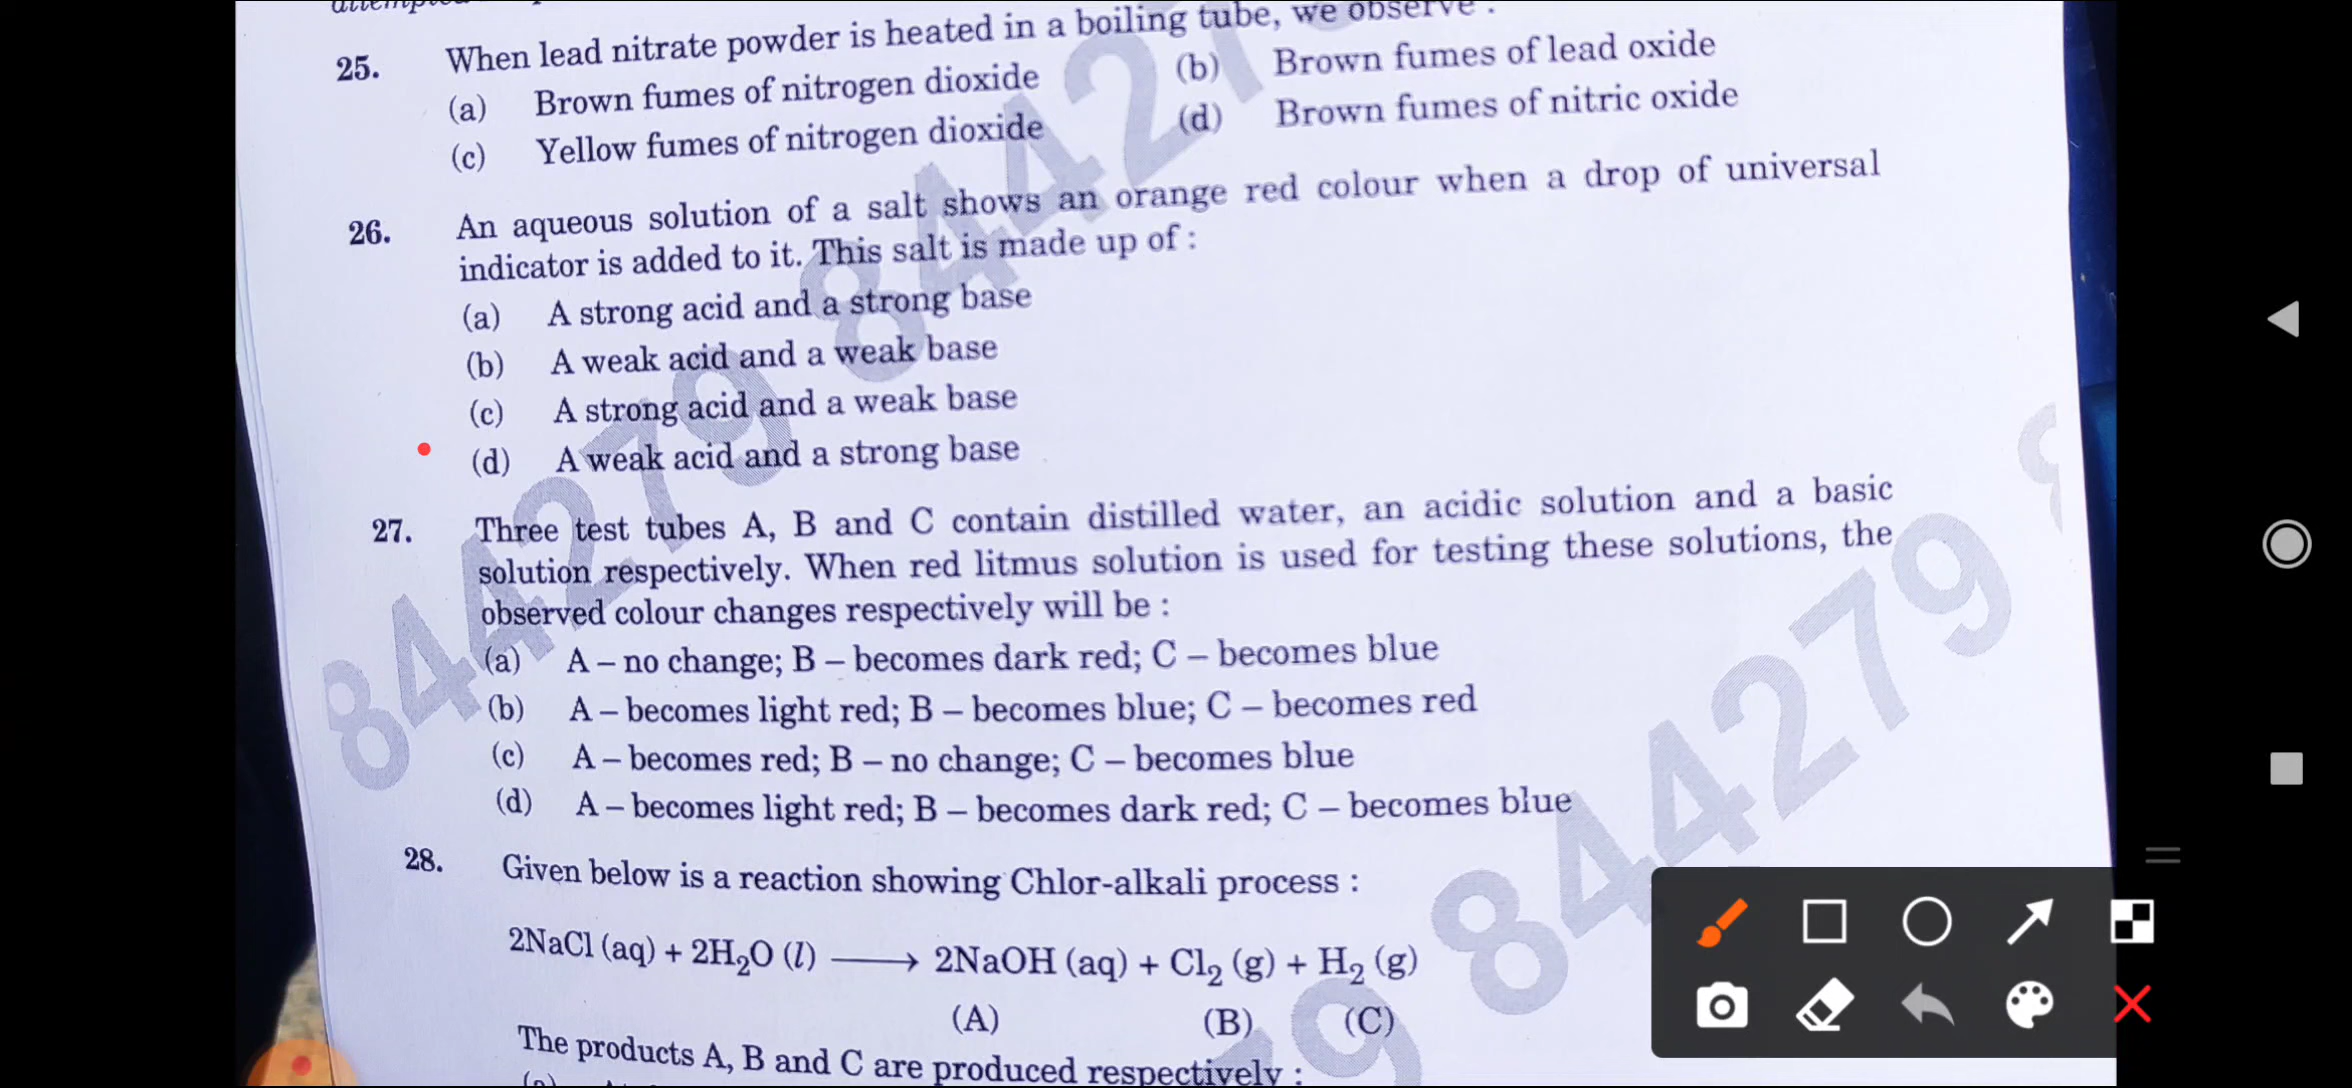 25. When lead nitrate powder is heated in a boiling tube, we observe :
(a) Brown fumes of nitrogen dioxide (b) Brown fumes of lead oxide
(c) Yellow fumes of nitrogen dioxide (d) Brown fumes of nitric oxide
26. An aqueous solution of a salt shows an orange red colour when a drop of universal
indicator is added to it. This salt is made up of :
(a) A strong acid and a strong base
(b) A weak acid and a weak base
(c) A strong acid and a weak base
(d) A weak acid and a strong base
27. Three test tubes A, B and C contain distilled water, an acidic solution and a basic
solution respectively. When red litmus solution is used for testing these solutions, the
observed colour changes respectively will be :
(a) A – no change; B – becomes dark red; C – becomes blue
(b) A – becomes light red; B – becomes blue; C – becomes red
(c) A – becomes red; B – no change; C – becomes blue
(d) A – becomes light red; B – becomes dark red; C – becomes blue
28. Given below is a reaction showing Chlor-alkali process :
2NaCl (aq) + 2H₂O (l) ⟶ 2NaOH (aq) + Cl₂ (g) + H₂ (g)
(A) (B) (C)
The products A, B and C are produced respectively :
84427
84427984427
844279